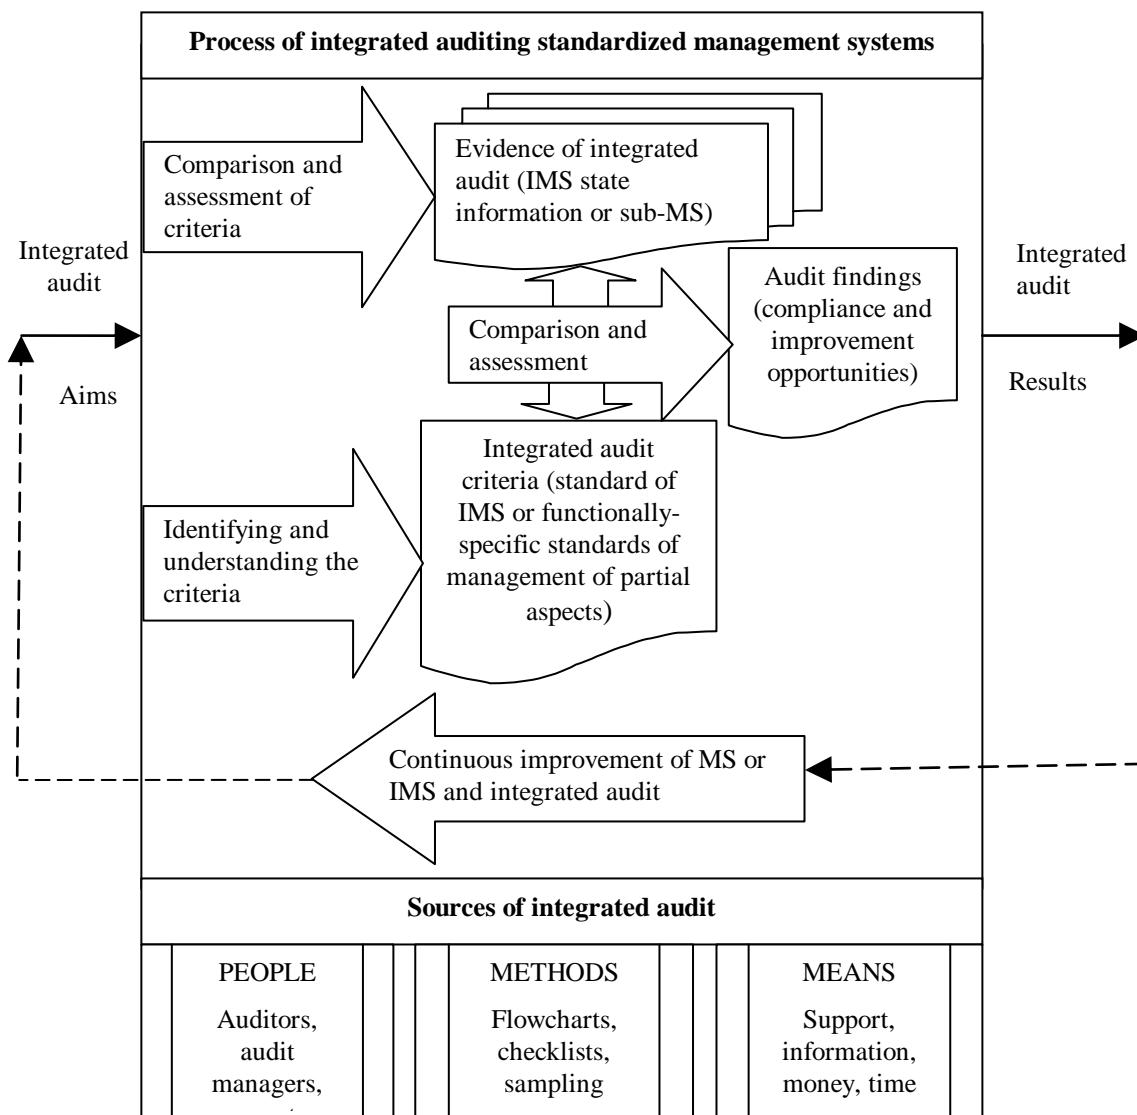 Process of integrated auditing standardized management systems
Comparison and
assessment of
criteria
Evidence of integrated
audit (IMS state
information or sub-MS)
Integrated
audit
Aims
Comparison and
assessment
Audit findings
(compliance and
improvement
opportunities)
Integrated
audit
Results
Identifying and
understanding the
criteria
Integrated audit
criteria (standard of
IMS or functionally-
specific standards of
management of partial
aspects)
Continuous improvement of MS or
IMS and integrated audit
Sources of integrated audit
PEOPLE
Auditors,
audit
managers,
METHODS
Flowcharts,
checklists,
sampling
MEANS
Support,
information,
money, time